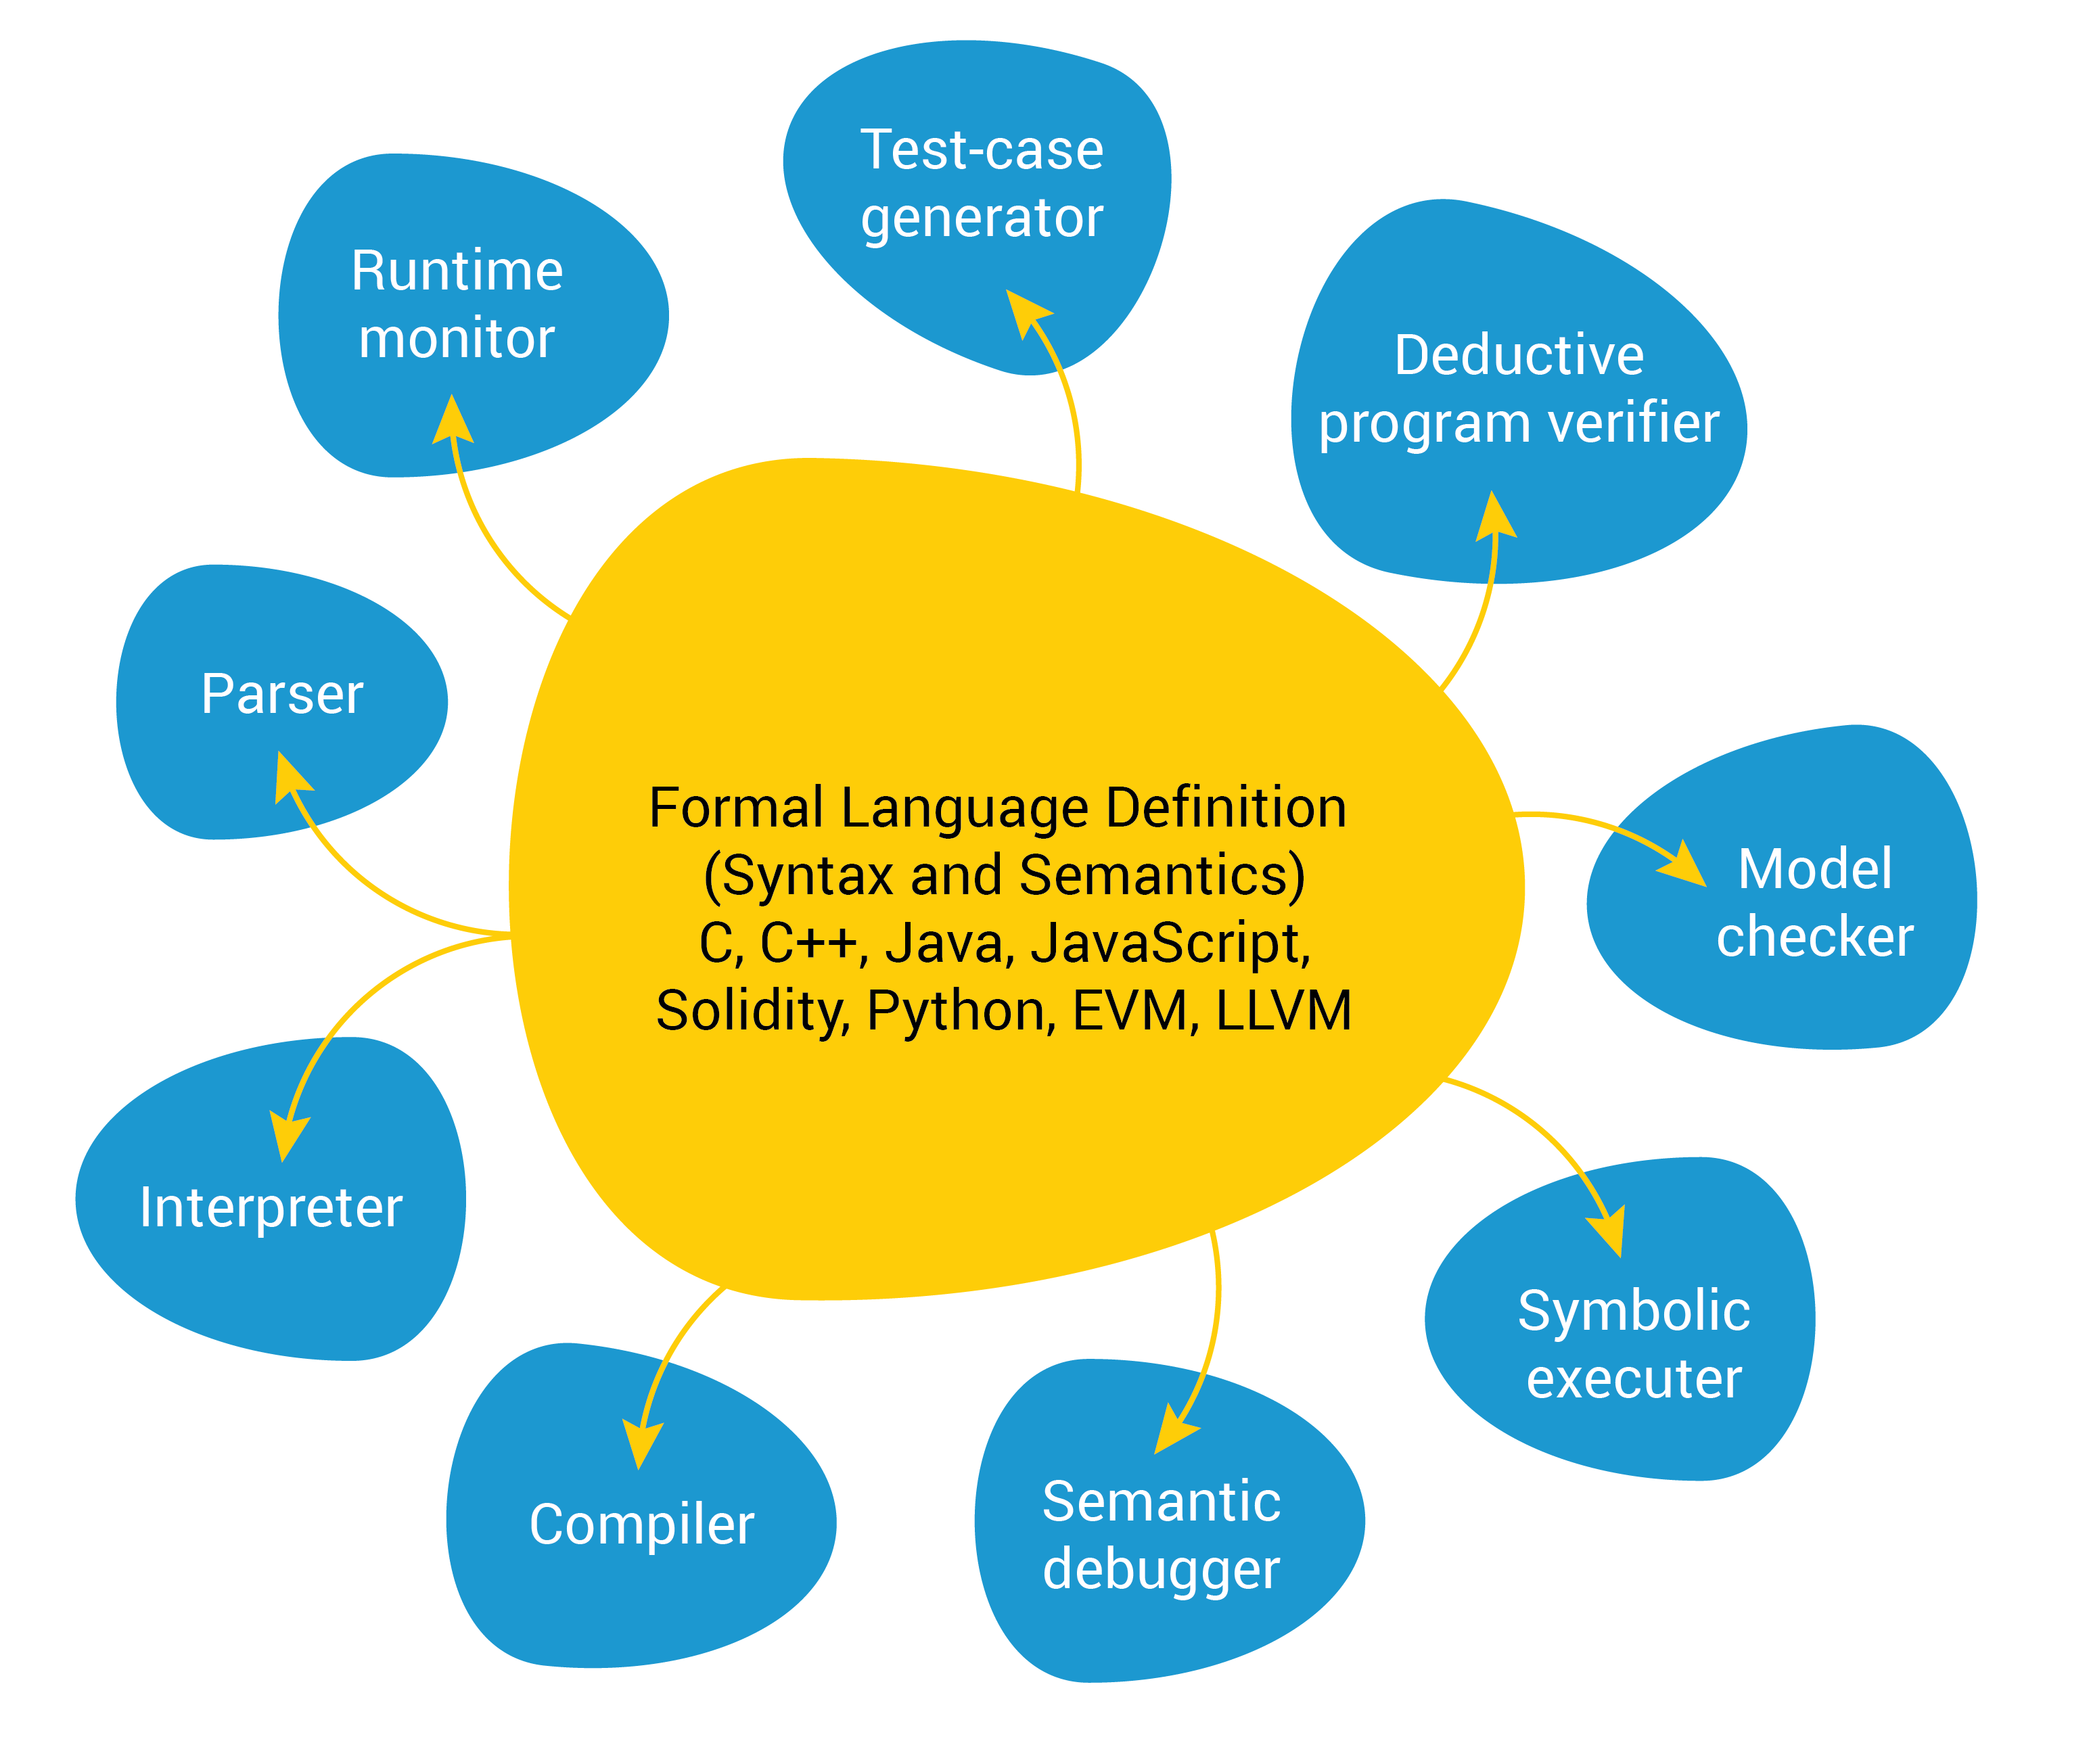 Test-case
generator
Runtime
monitor
Deductive
program verifier
Parser
Formal Language Definition
(Syntax and Semantics)
C, C++, Java, JavaScript,
Solidity, Python, EVM, LLVM
Model
checker
Interpreter
Symbolic
executer
Compiler
Semantic
debugger